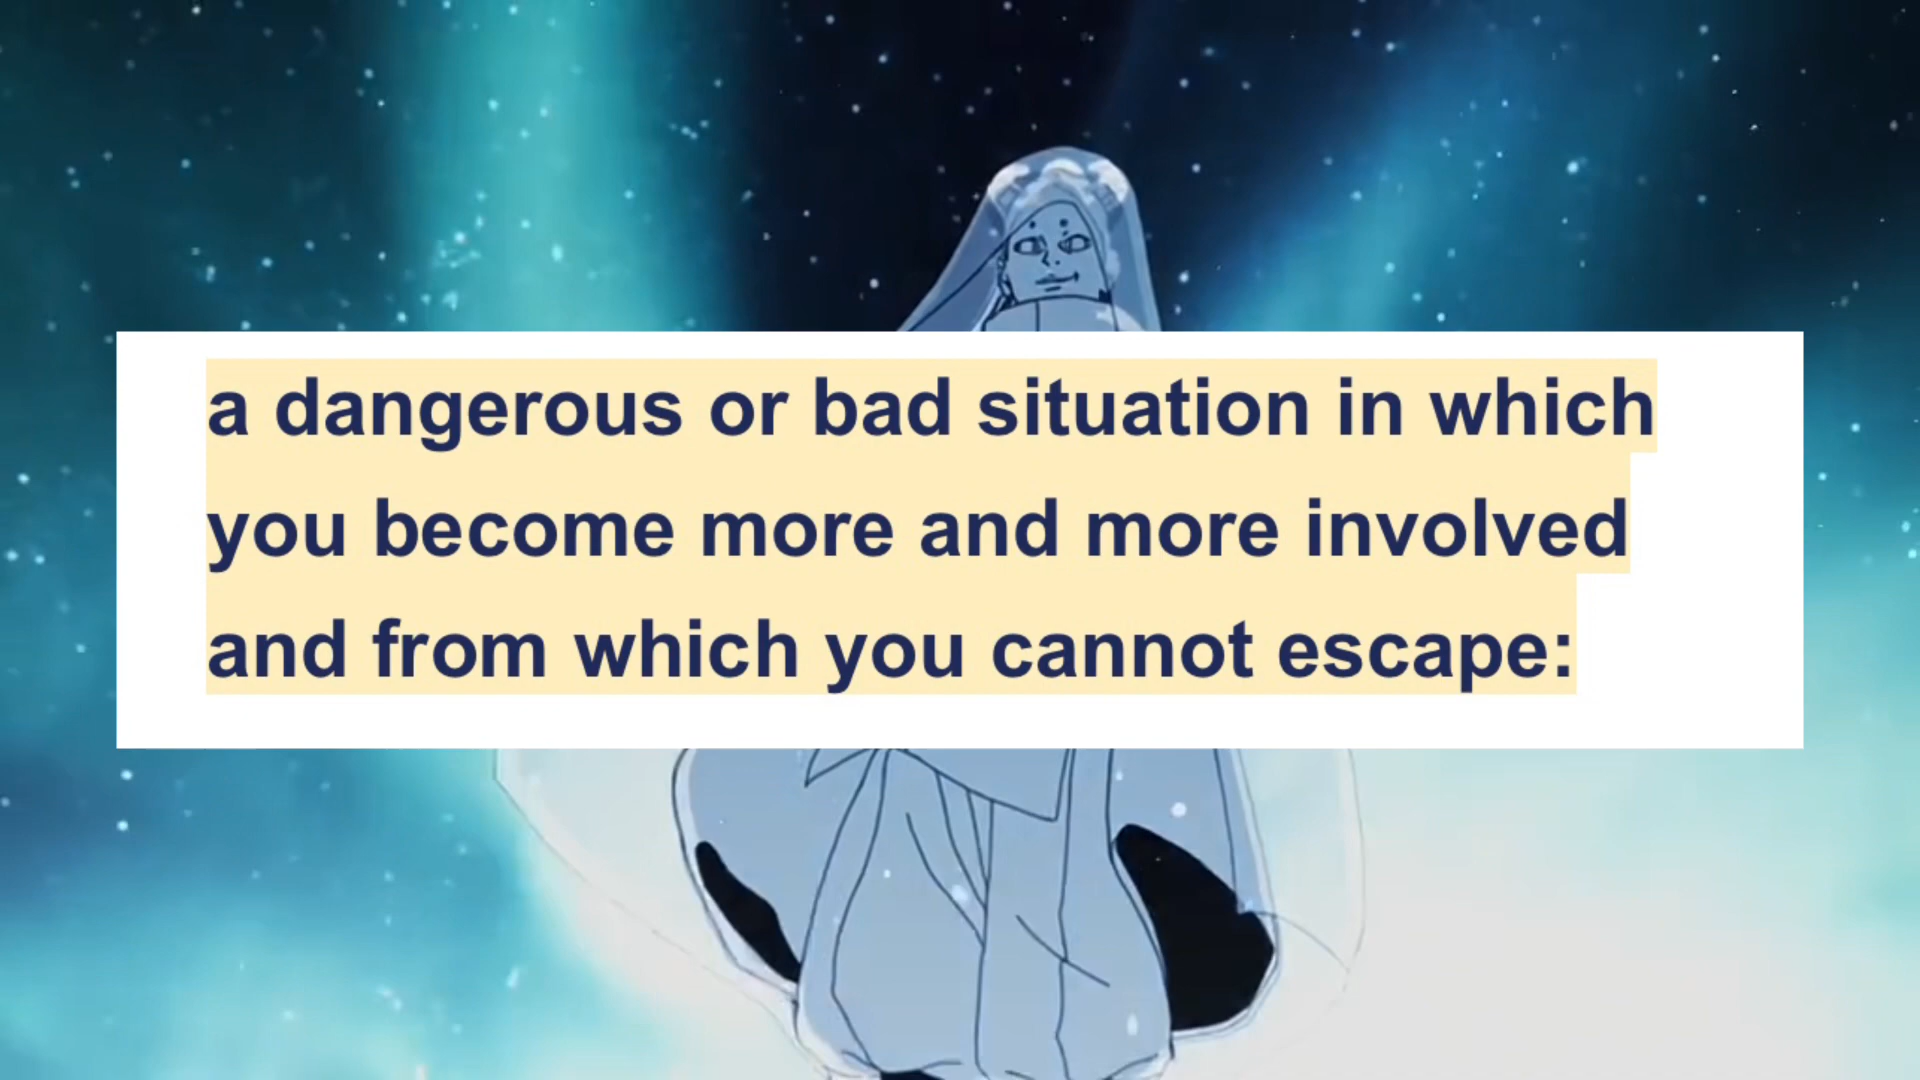 a dangerous or bad situation in which
you become more and more involved
and from which you cannot escape: